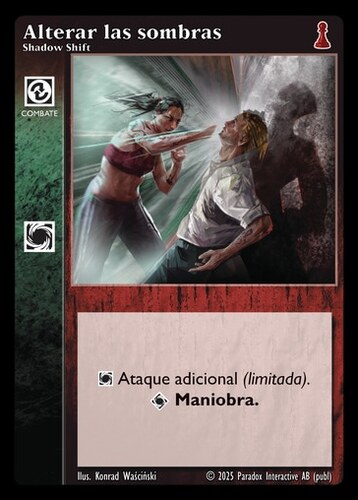 Alterar las sombras
Shadow Shift
COMBATE
Ataque adicional (limitada).
Maniobra.
Ilus. Konrad Waściński © 2025 Paradox Interactive AB (publ)